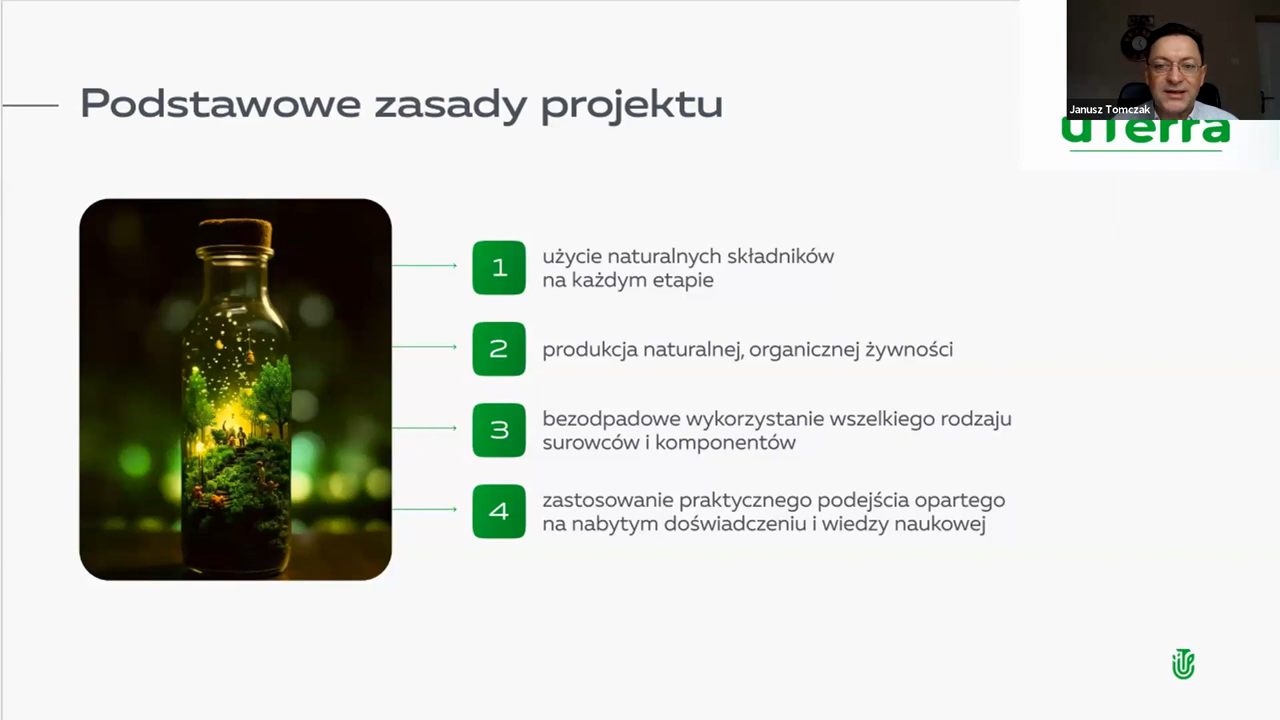 Podstawowe zasady projektu
Janusz Tomczak
uTerra
1
użycie naturalnych składników
na każdym etapie
2
produkcja naturalnej, organicznej żywności
3
bezodpadowe wykorzystanie wszelkiego rodzaju
surowców i komponentów
4
zastosowanie praktycznego podejścia opartego
na nabytym doświadczeniu i wiedzy naukowej